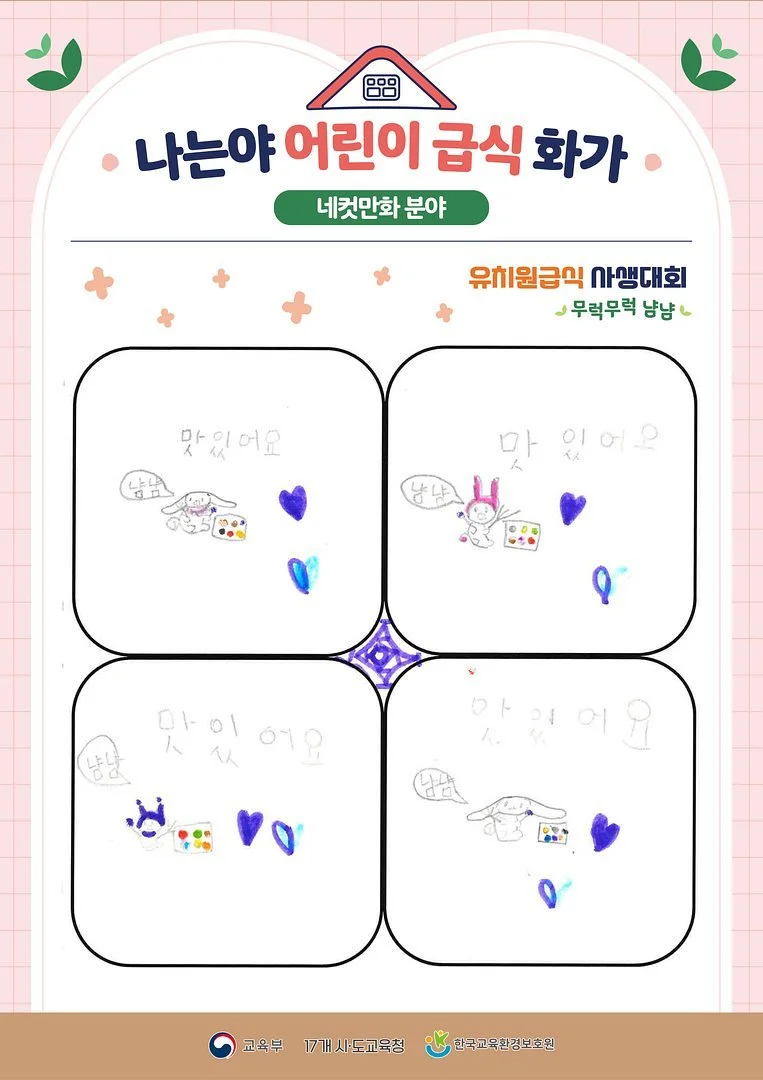 나는야 어린이 급식 화가
네컷만화 분야
유치원급식 사생대회
무럭무럭 냠냠
맛있어요
냠냠
맛있어요
냠냠
맛있어요
냠냠
맛있어요
냠냠
교육부 17개 시·도교육청 한국교육환경보호원